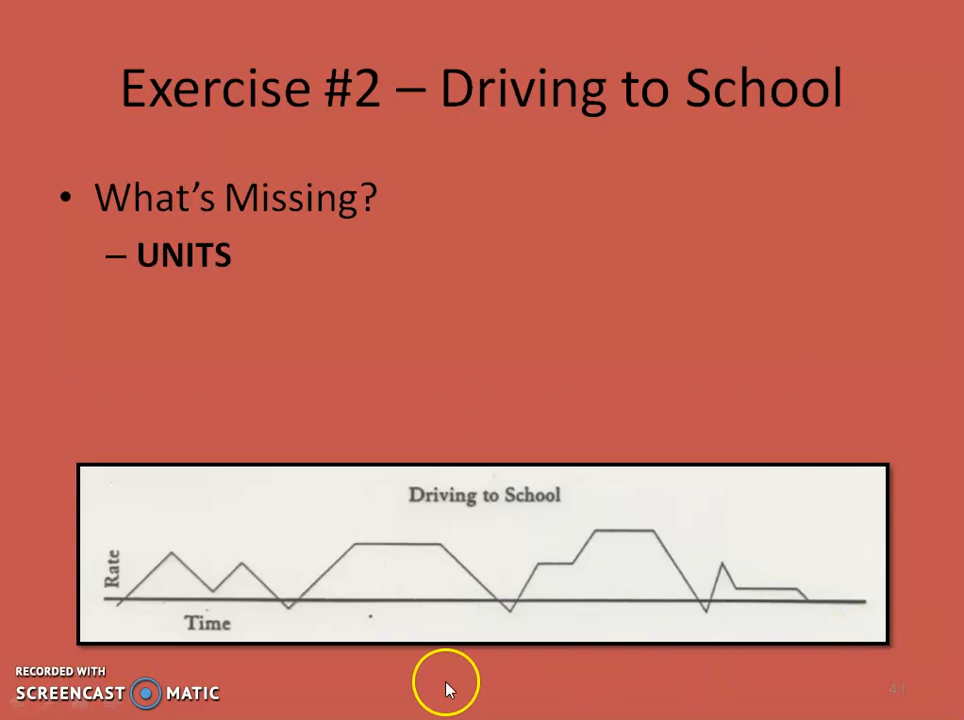 Exercise #2 – Driving to School
• What's Missing?
– UNITS
Driving to School
Rate
Time
RECORDED WITH
SCREENCAST MATIC
41